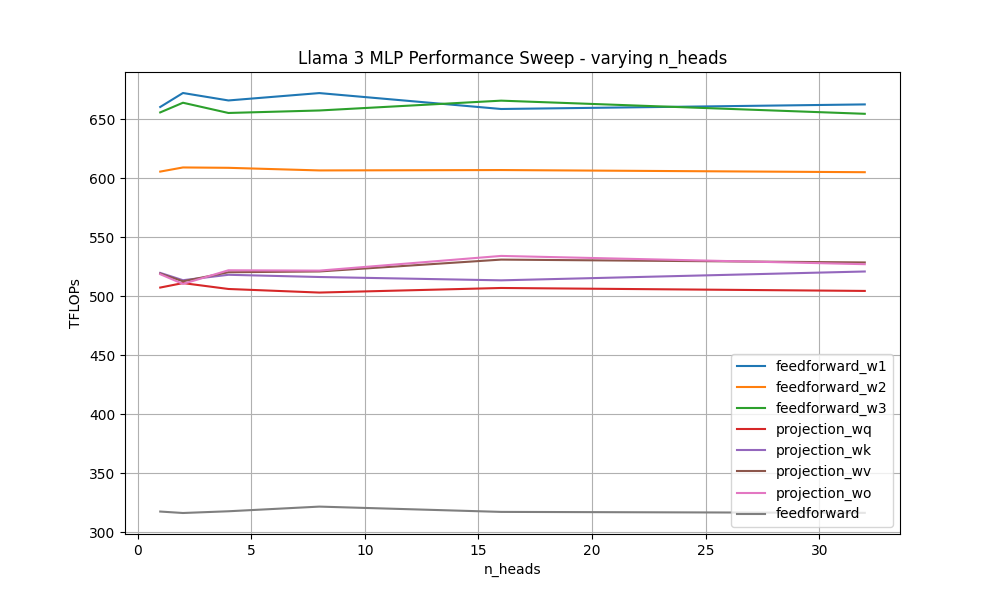 Llama 3 MLP Performance Sweep - varying n_heads
TFLOPs
650
600
550
500
450
400
350
300
0
5
10
15
20
25
30
n_heads
feedforward_w1
feedforward_w2
feedforward_w3
projection_wq
projection_wk
projection_wv
projection_wo
feedforward